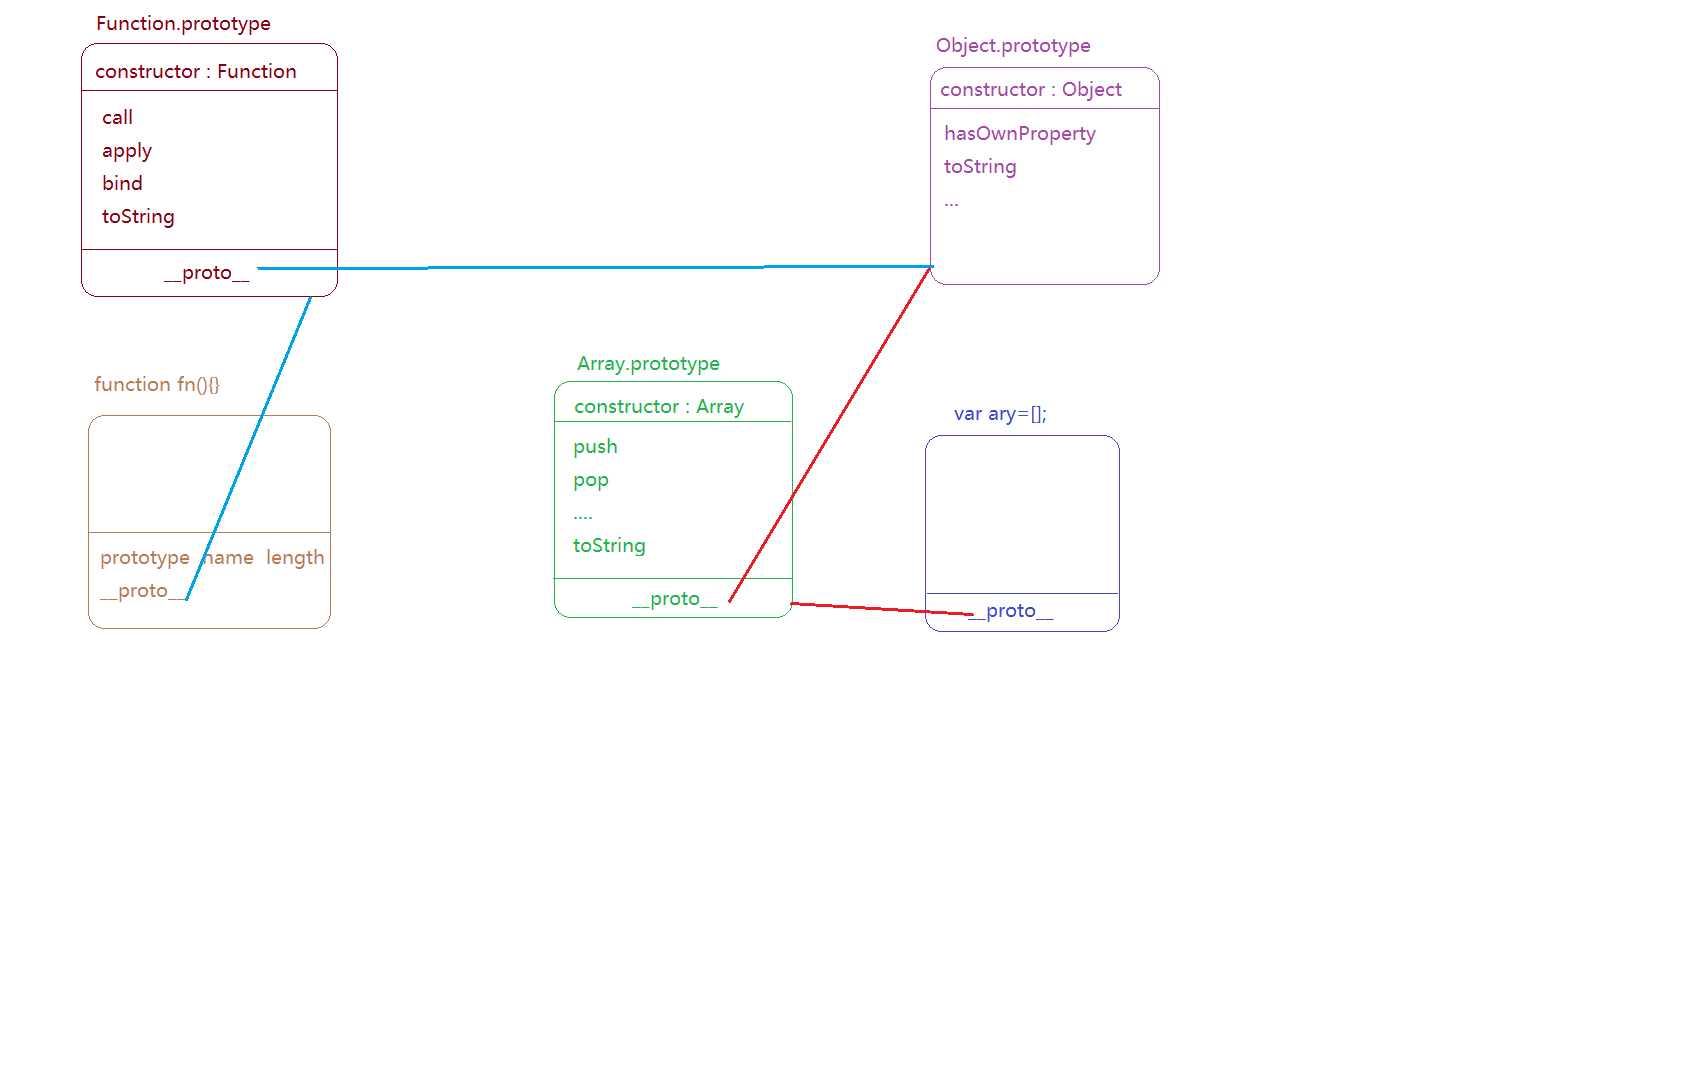 Function.prototype
constructor : Function
call
apply
bind
toString
__proto__
Object.prototype
constructor : Object
hasOwnProperty
toString
...
function fn(){}
prototype name length
__proto__
Array.prototype
constructor : Array
push
pop
....
toString
__proto__
var ary=[];
__proto__